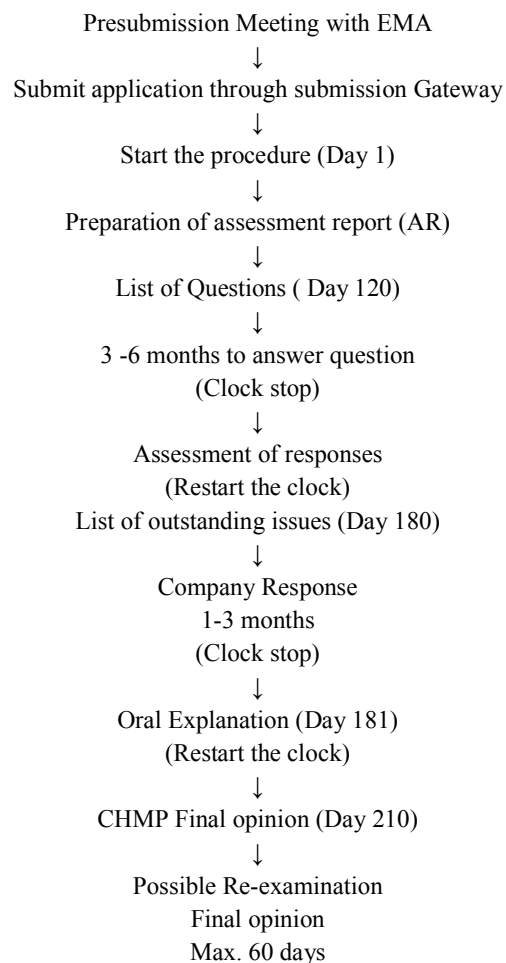 Presubmission Meeting with EMA
↓
Submit application through submission Gateway
↓
Start the procedure (Day 1)
↓
Preparation of assessment report (AR)
↓
List of Questions ( Day 120)
↓
3 -6 months to answer question
(Clock stop)
↓
Assessment of responses
(Restart the clock)
List of outstanding issues (Day 180)
↓
Company Response
1-3 months
(Clock stop)
↓
Oral Explanation (Day 181)
(Restart the clock)
↓
CHMP Final opinion (Day 210)
↓
Possible Re-examination
Final opinion
Max. 60 days